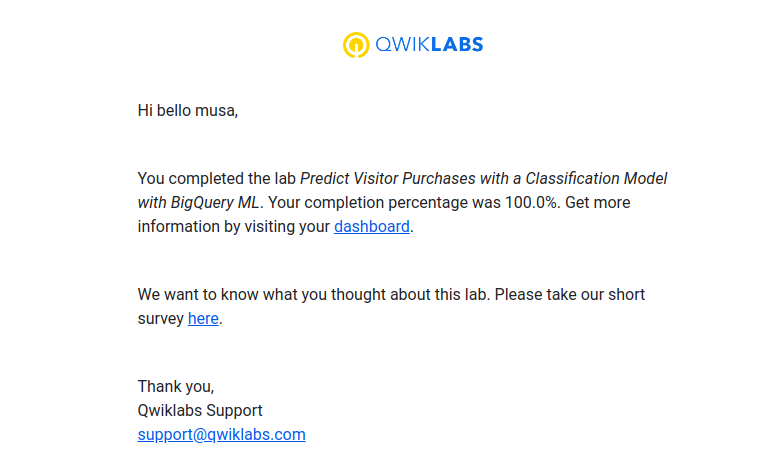 QWIKLABS
Hi bello musa,
You completed the lab Predict Visitor Purchases with a Classification Model
with BigQuery ML. Your completion percentage was 100.0%. Get more
information by visiting your dashboard.
We want to know what you thought about this lab. Please take our short
survey here.
Thank you,
Qwiklabs Support
support@qwiklabs.com